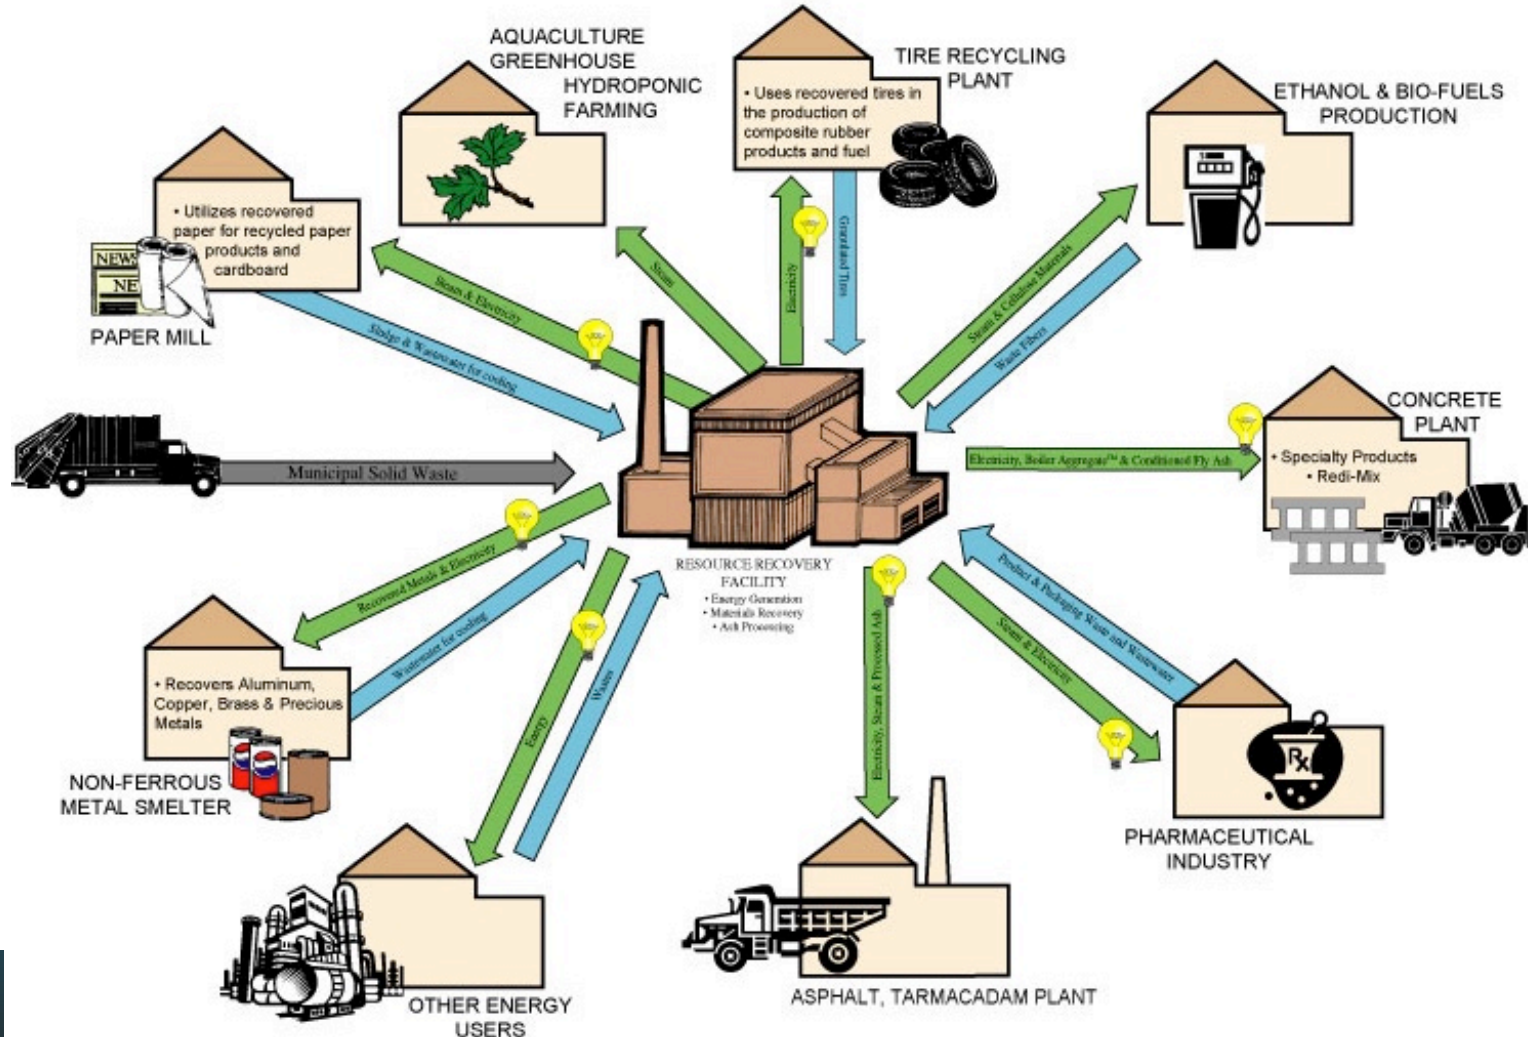 AQUACULTURE
GREENHOUSE
HYDROPONIC
FARMING
TIRE RECYCLING
PLANT
• Uses recovered tires in
the production of
composite rubber
products and fuel
ETHANOL & BIO-FUELS
PRODUCTION
• Utilizes recovered
paper for recycled paper
products and
cardboard
NEWS
NE
PAPER MILL
Steam & Electricity
Sludge & Wastewater for cooling
Steam
Electricity
Granulated Tires
Steam & Cellulose Materials
Waste Fibers
CONCRETE
PLANT
• Specialty Products
• Redi-Mix
Electricity, Boiler Aggregate™ & Conditioned Fly Ash
Municipal Solid Waste
RESOURCE RECOVERY
FACILITY
• Energy Generation
• Materials Recovery
• Ash Processing
Recovered Metals & Electricity
Wastewater for cooling
Energy
Wastes
Electricity, Steam & Processed Ash
Steam & Electricity
Product & Packaging Waste and Wastewater
• Recovers Aluminum,
Copper, Brass & Precious
Metals
NON-FERROUS
METAL SMELTER
Rx
PHARMACEUTICAL
INDUSTRY
OTHER ENERGY
USERS
ASPHALT, TARMACADAM PLANT